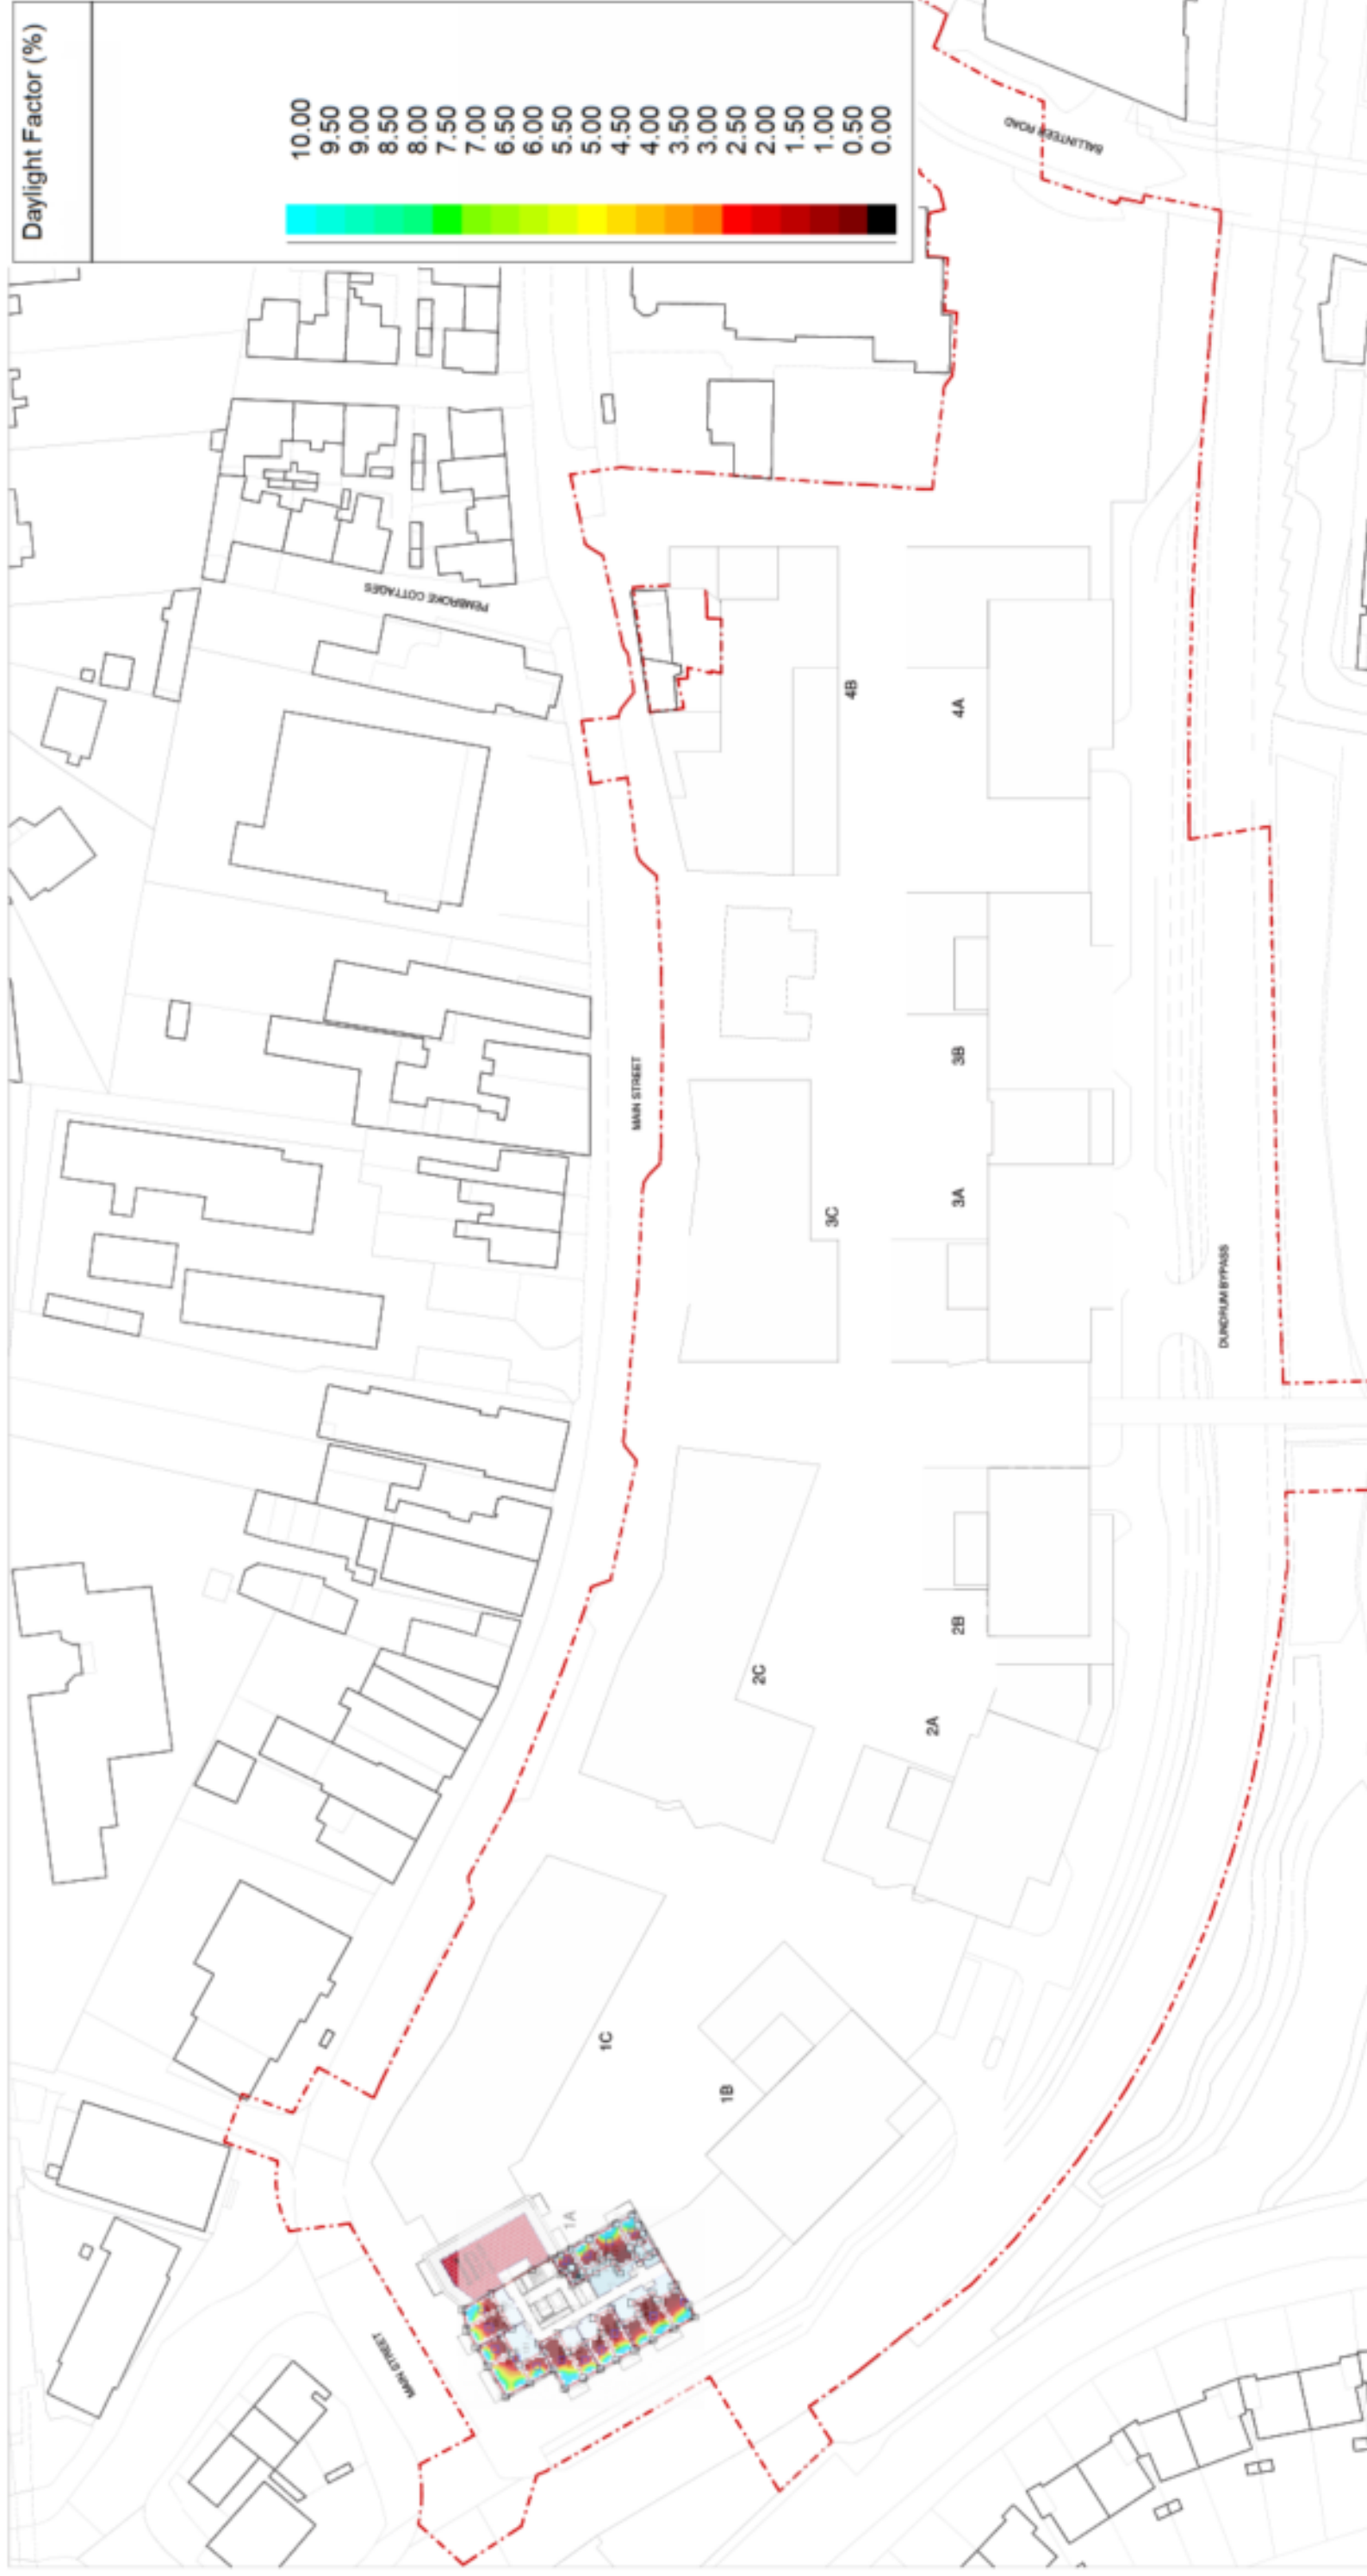 Daylight Factor (%)
10.00
9.50
9.00
8.50
8.00
7.50
7.00
6.50
6.00
5.50
5.00
4.50
4.00
3.50
3.00
2.50
2.00
1.50
1.00
0.50
0.00
BALLINTEER ROAD
PEMBROKE COTTAGES
4B
4A
MAIN STREET
3B
3A
3C
DUNDRUM BYPASS
2C
2B
2A
1C
1B
1A
MAIN STREET